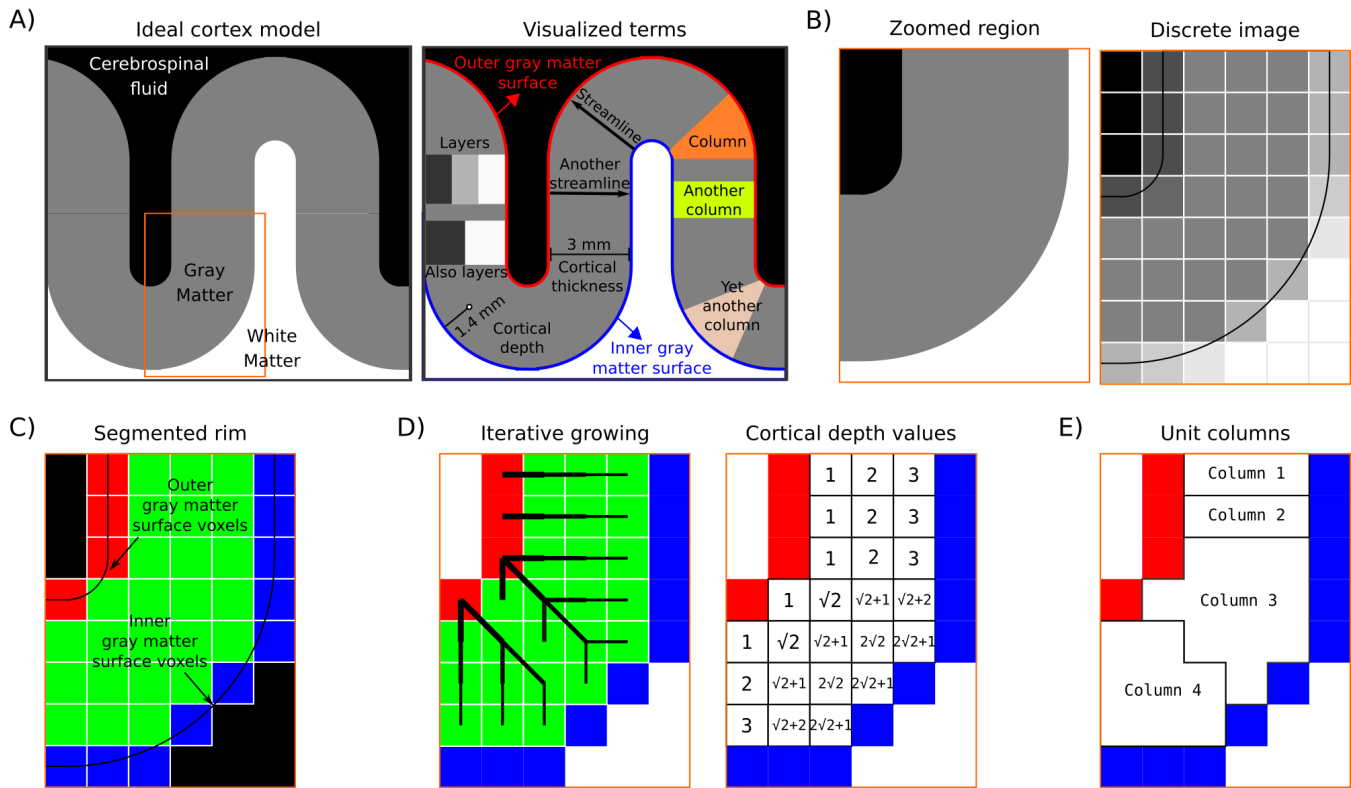 A)
Ideal cortex model
Cerebrospinal
fluid
Gray
Matter
White
Matter
Visualized terms
Outer gray matter
surface
Streamline
Layers
Column
Another
streamline
Another
column
3 mm
Also layers
Cortical
thickness
Yet
another
column
1.4 mm
Cortical
depth
Inner gray
matter surface
B)
Zoomed region
Discrete image
C)
Segmented rim
Outer
gray matter
surface voxels
Inner
gray matter
surface voxels
D)
Iterative growing
Cortical depth values
1 2 3
1 2 3
1 2 3
1 √2 √2+1 √2+2
1 √2 √2+1 2√2 2√2+1
2 √2+1 2√2 2√2+1
3 √2+2 2√2+1
E)
Unit columns
Column 1
Column 2
Column 3
Column 4